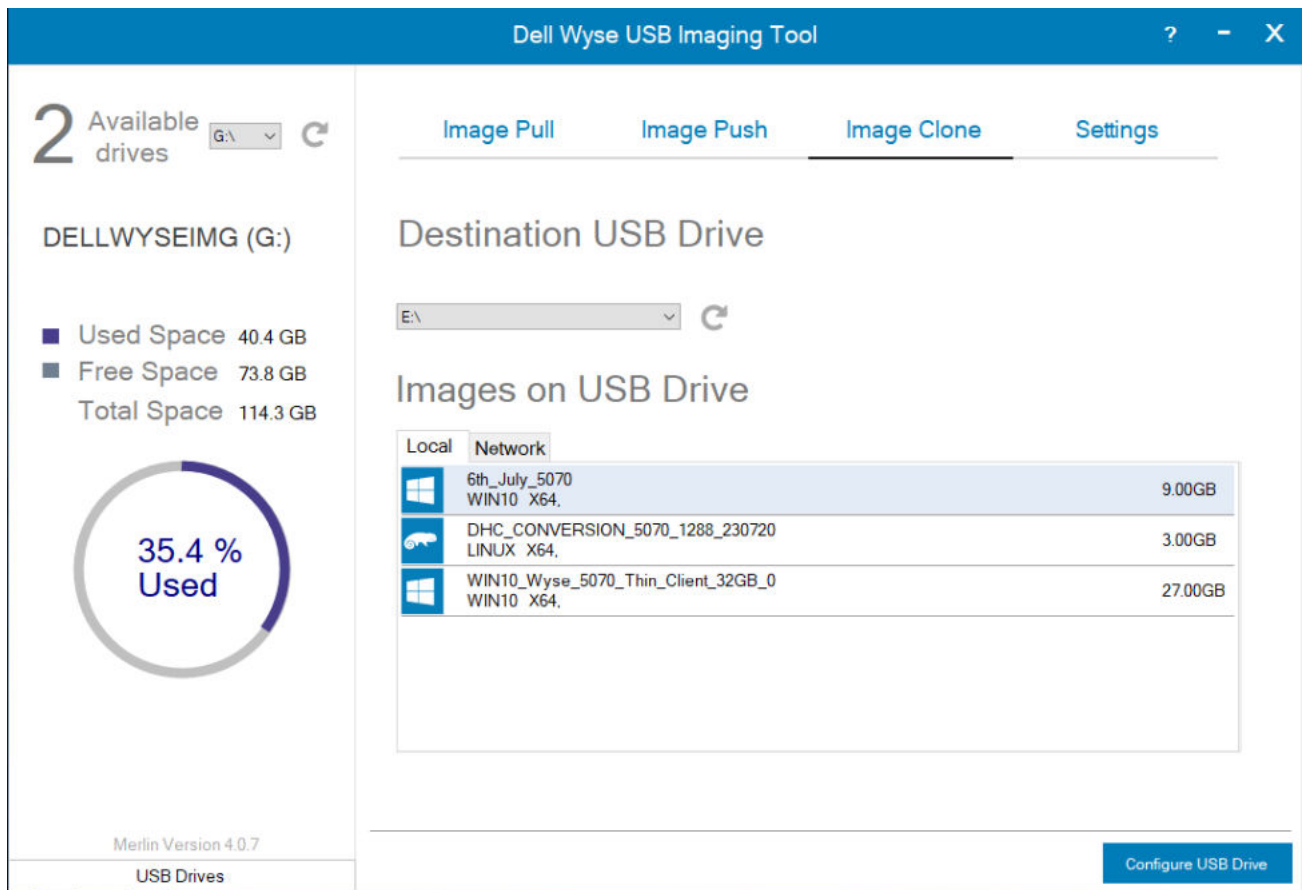 Dell Wyse USB Imaging Tool ? – X
2 Available drives G:\
Image Pull Image Push Image Clone Settings
DELLWYSEIMG (G:)
Used Space 40.4 GB
Free Space 73.8 GB
Total Space 114.3 GB
35.4 %
Used
Merlin Version 4.0.7
USB Drives
Destination USB Drive
E:\
Images on USB Drive
Local Network
6th_July_5070
WIN10 X64, 9.00GB
DHC_CONVERSION_5070_1288_230720
LINUX X64, 3.00GB
WIN10_Wyse_5070_Thin_Client_32GB_0
WIN10 X64, 27.00GB
Configure USB Drive